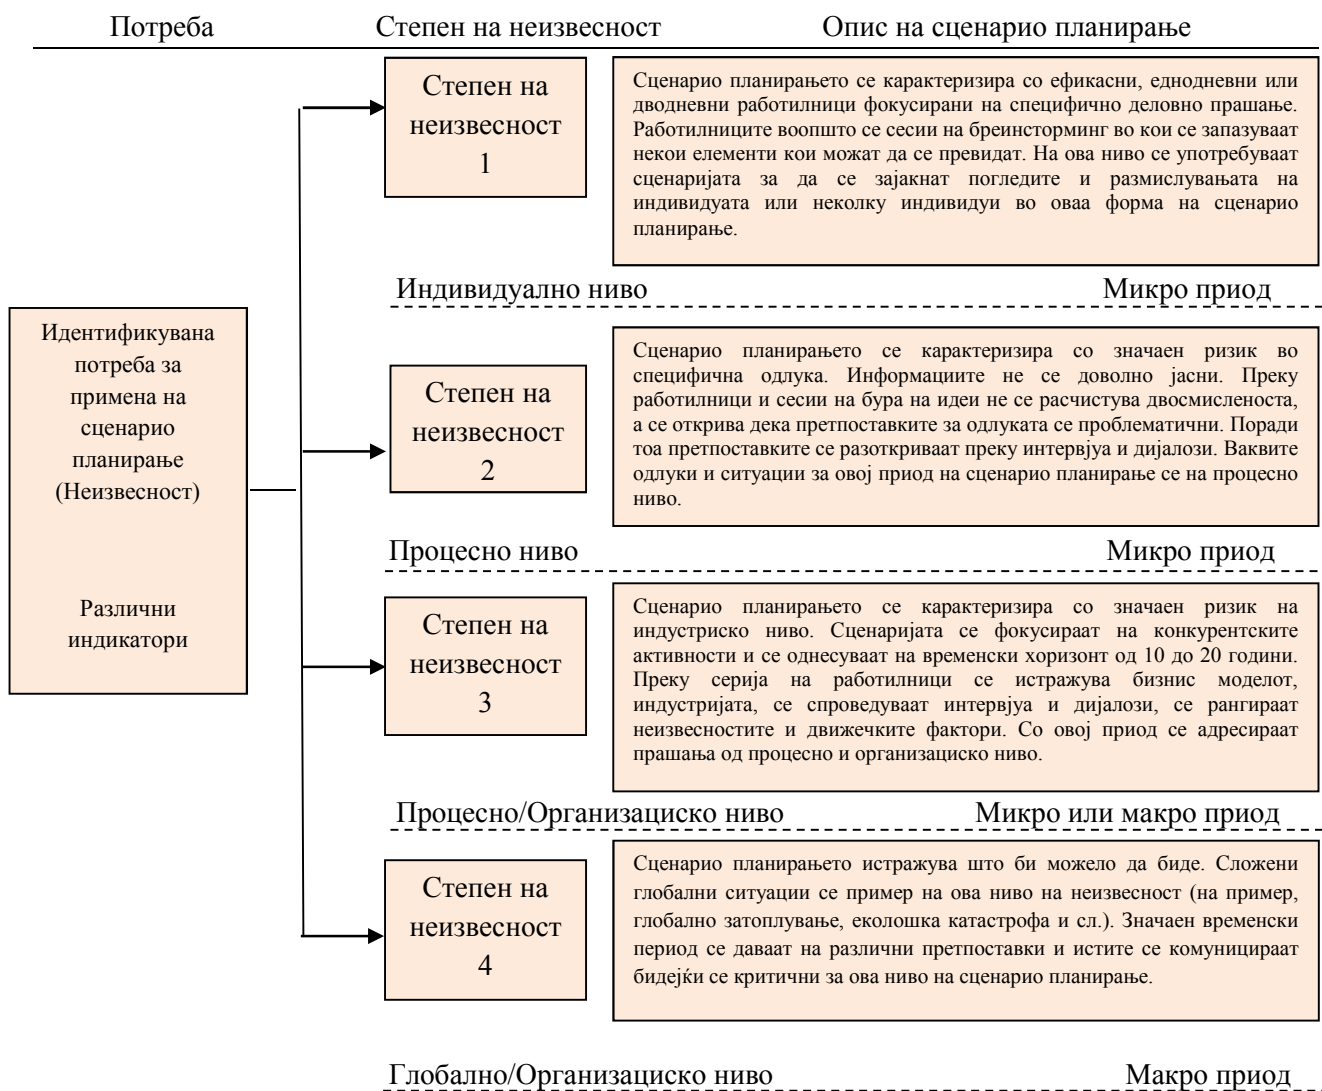 Потреба Степен на неизвесност Опис на сценарио планирање
Идентификувана
потреба за
примена на
сценарио
планирање
(Неизвесност)
Различни
индикатори
Степен на
неизвесност
1
Сценарио планирањето се карактеризира со ефикасни, еднодневни или
дводневни работилници фокусирани на специфично деловно прашање.
Работилниците воопшто се сесии на бреинсторминг во кои се запазуваат
некои елементи кои можат да се превидат. На ова ниво се употребуваат
сценаријата за да се зајакнат погледите и размислувањата на
индивидуата или неколку индивидуи во оваа форма на сценарио
планирање.
Индивидуално ниво Микро приод
Степен на
неизвесност
2
Сценарио планирањето се карактеризира со значаен ризик во
специфична одлука. Информациите не се доволно јасни. Преку
работилници и сесии на бура на идеи не се расчистува двосмисленоста,
а се открива дека претпоставките за одлуката се проблематични. Поради
тоа претпоставките се разоткриваат преку интервјуа и дијалози. Ваквите
одлуки и ситуации за овој приод на сценарио планирање се на процесно
ниво.
Процесно ниво Микро приод
Степен на
неизвесност
3
Сценарио планирањето се карактеризира со значаен ризик на
индустриско ниво. Сценаријата се фокусираат на конкурентските
активности и се однесуваат на временски хоризонт од 10 до 20 години.
Преку серија на работилници се истражува бизнис моделот,
индустријата, се спроведуваат интервјуа и дијалози, се рангираат
неизвесностите и движечките фактори. Со овој приод се адресираат
прашања од процесно и организациско ниво.
Процесно/Организациско ниво Микро или макро приод
Степен на
неизвесност
4
Сценарио планирањето истражува што би можело да биде. Сложени
глобални ситуации се пример на ова ниво на неизвесност (на пример,
глобално затоплување, еколошка катастрофа и сл.). Значаен временски
период се даваат на различни претпоставки и истите се комуницираат
бидејќи се критични за ова ниво на сценарио планирање.
Глобално/Организациско ниво Макро приод